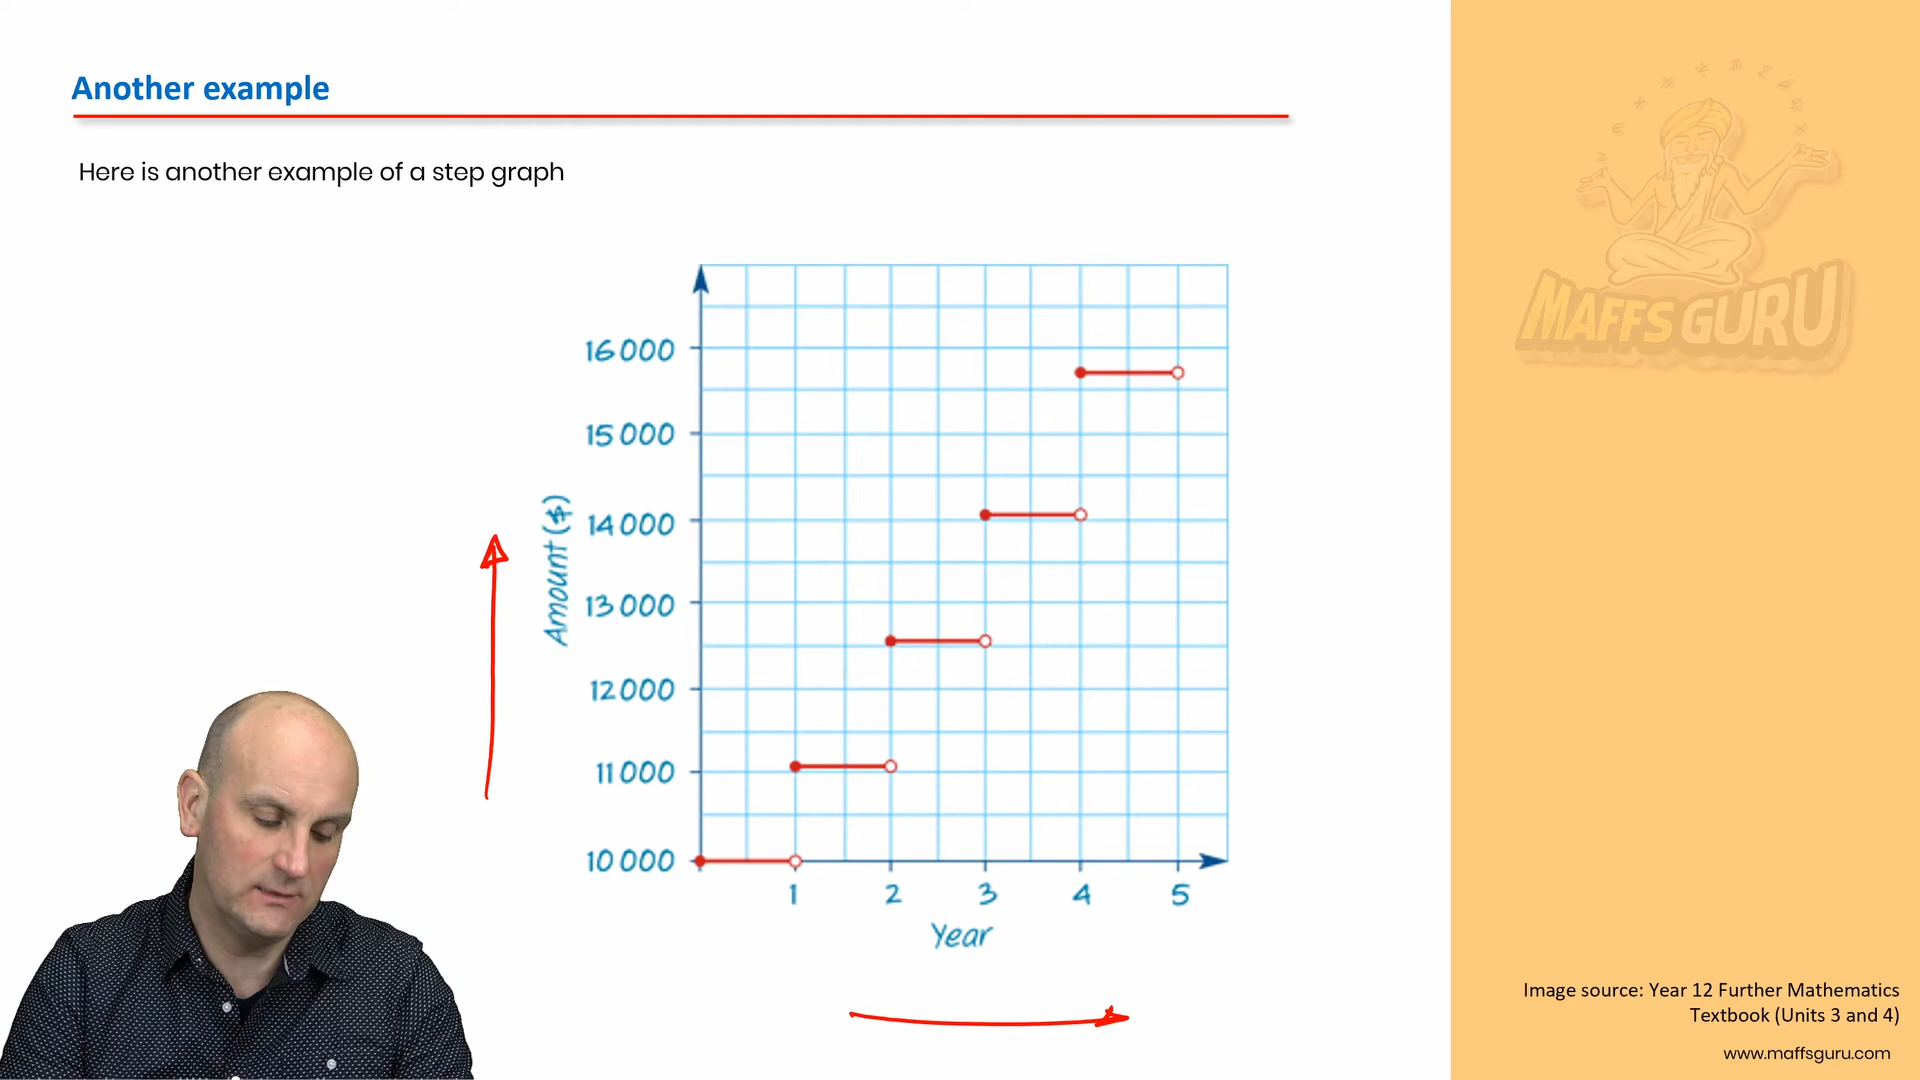 Another example
Here is another example of a step graph
MAFFS GURU
16 000
15 000
14 000
13 000
12 000
11 000
10 000
Amount ($)
1 2 3 4 5
Year
Image source: Year 12 Further Mathematics
Textbook (Units 3 and 4)
www.maffsguru.com